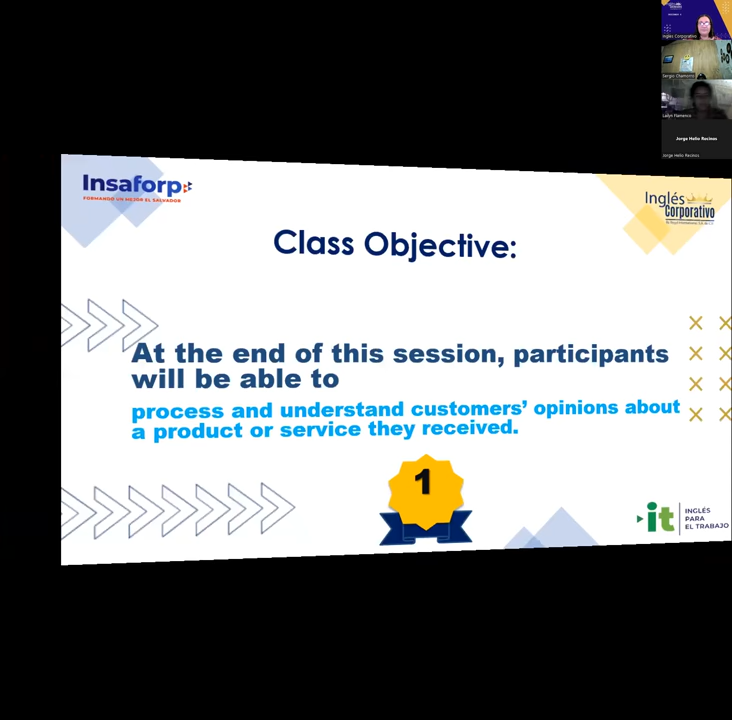 Inglés Corporativo
Sergio Chamorro
Lailyn Flamenco
Jorge Helio Recinos
Jorge Helio Recinos
Insaforp
FORMANDO un MEJOR EL SALVADOR
Inglés
Corporativo
Class Objective:
At the end of this session, participants
will be able to
process and understand customers’ opinions about
a product or service they received.
1
it
INGLÉS
PARA
EL TRABAJO